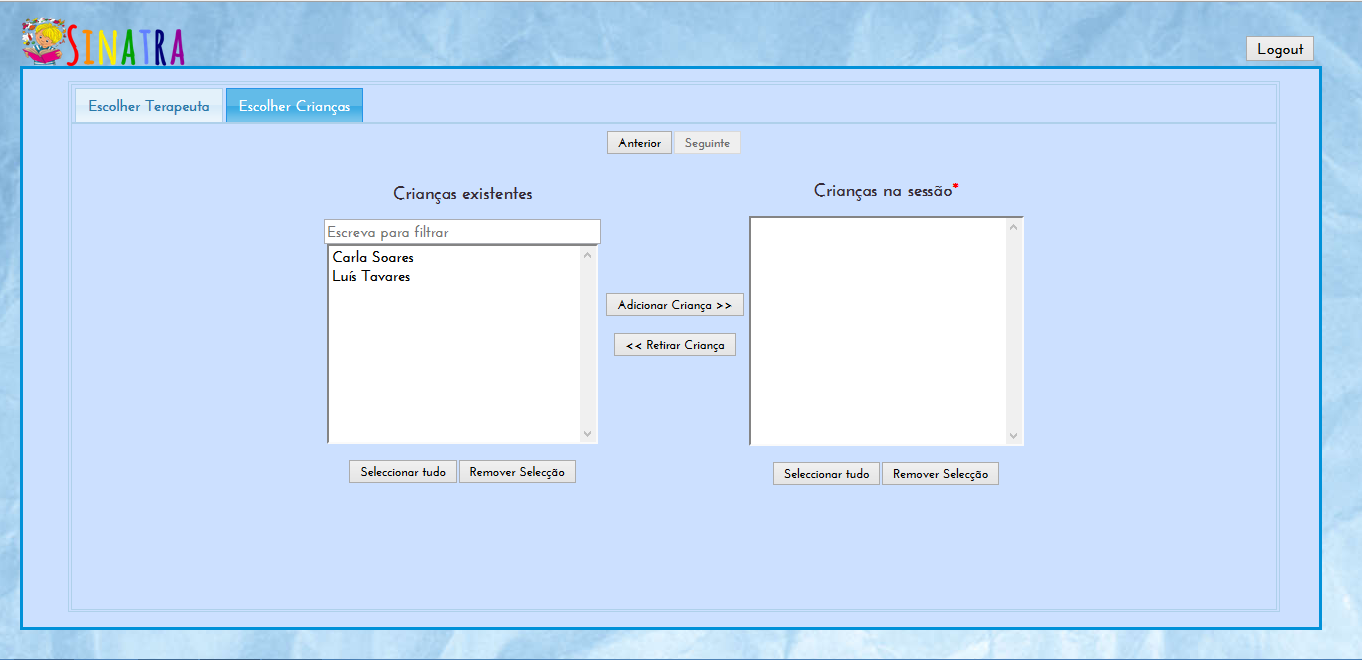 SINATRA
Logout
Escolher Terapeuta Escolher Crianças
Anterior Seguinte
Crianças existentes
Crianças na sessão*
Escreva para filtrar
Carla Soares
Luís Tavares
Adicionar Criança >>
<< Retirar Criança
Seleccionar tudo Remover Selecção
Seleccionar tudo Remover Selecção